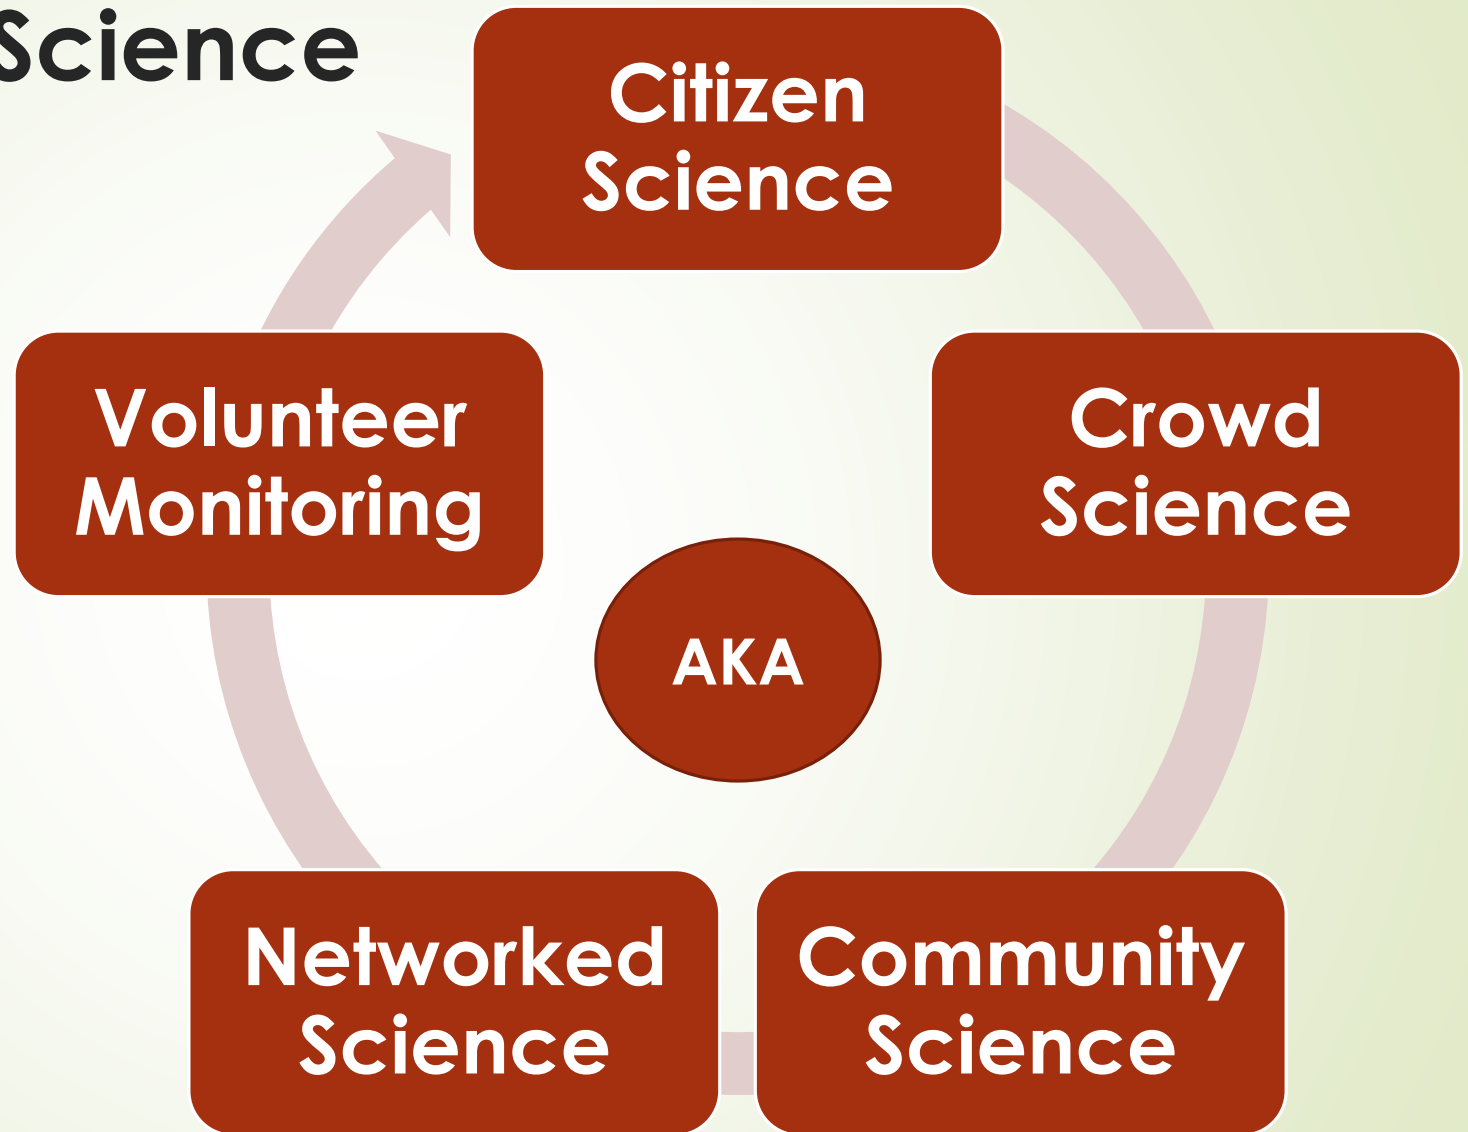 Science
Citizen
Science
Volunteer
Monitoring
Crowd
Science
AKA
Networked
Science
Community
Science